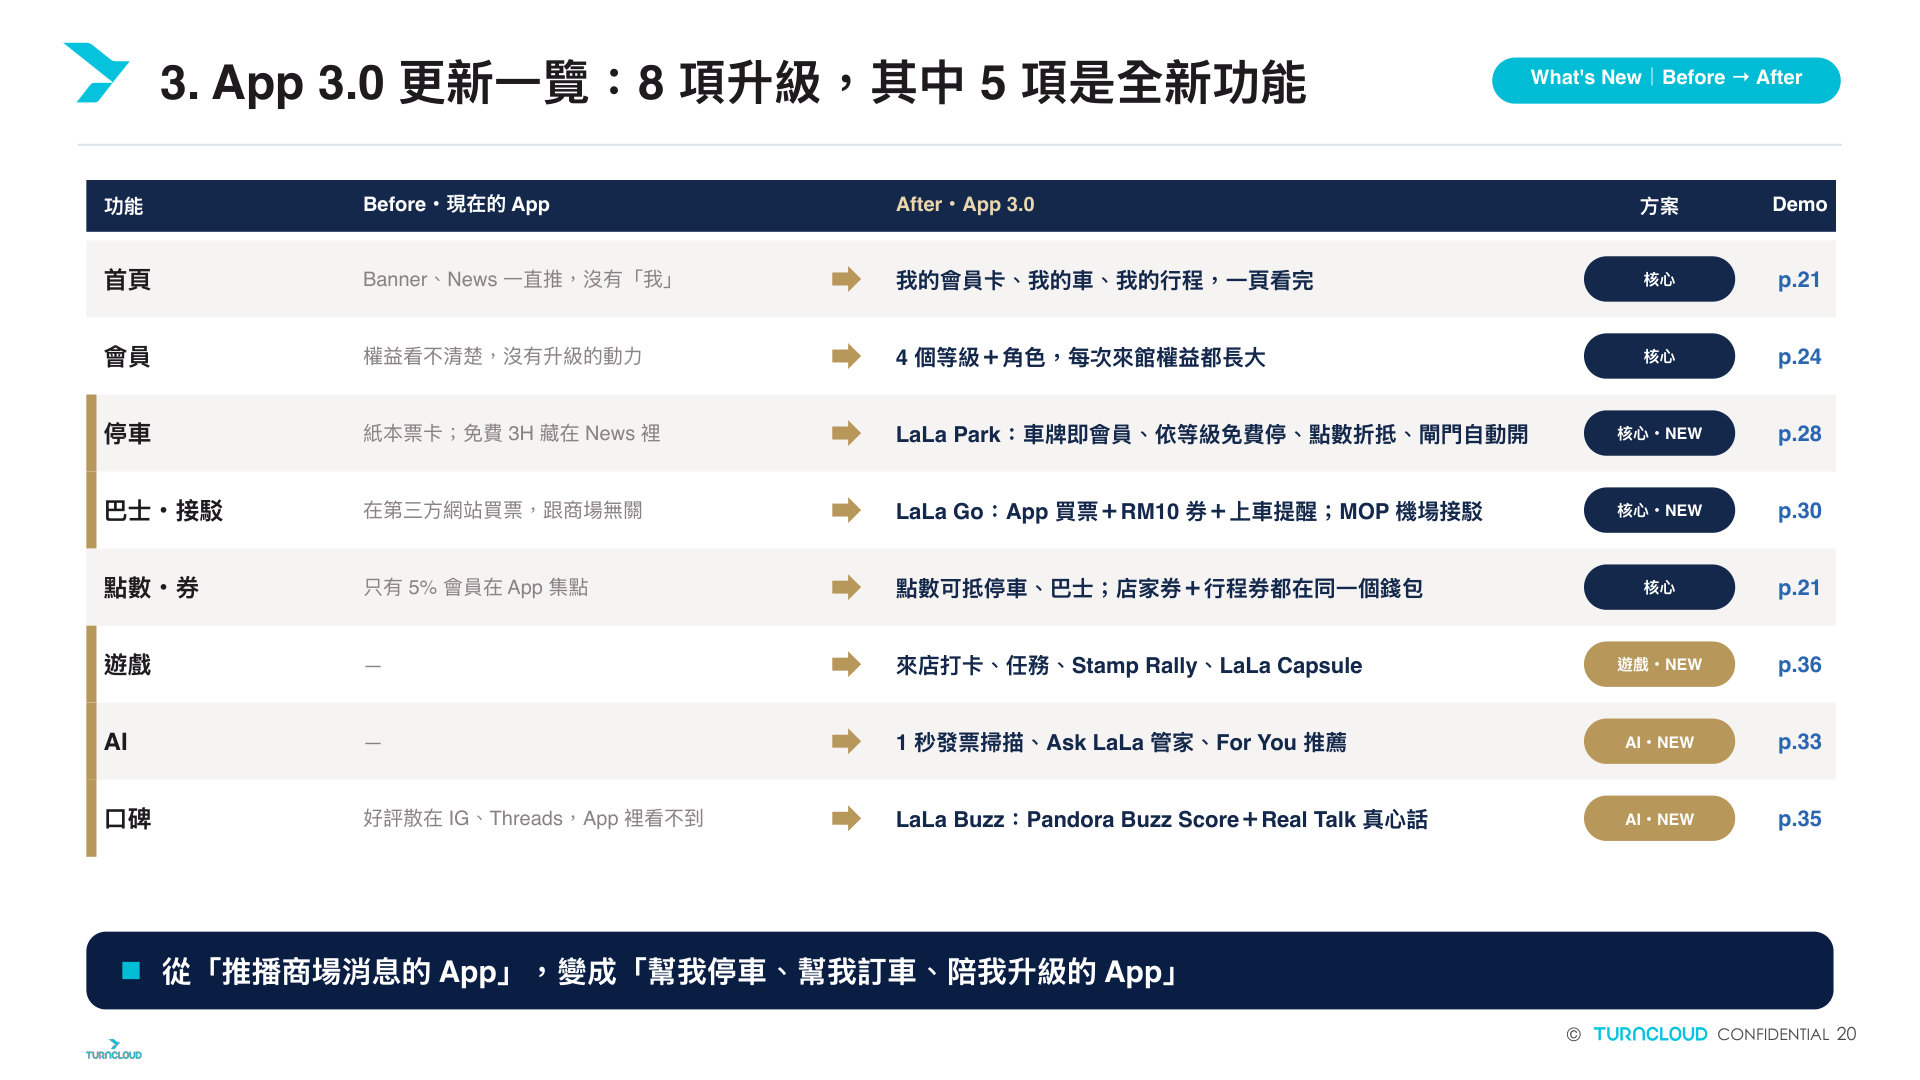 3. App 3.0 更新一覽：8 項升級，其中 5 項是全新功能
What's New｜Before → After
功能 Before・現在的 App After・App 3.0 方案 Demo
首頁 Banner、News 一直推，沒有「我」 我的會員卡、我的車、我的行程，一頁看完 核心 p.21
會員 權益看不清楚，沒有升級的動力 4 個等級＋角色，每次來館權益都長大 核心 p.24
停車 紙本票卡；免費 3H 藏在 News 裡 LaLa Park：車牌即會員、依等級免費停、點數折抵、閘門自動開 核心・NEW p.28
巴士・接駁 在第三方網站買票，跟商場無關 LaLa Go：App 買票＋RM10 券＋上車提醒；MOP 機場接駁 核心・NEW p.30
點數・券 只有 5% 會員在 App 集點 點數可抵停車、巴士；店家券＋行程券都在同一個錢包 核心 p.21
遊戲 — 來店打卡、任務、Stamp Rally、LaLa Capsule 遊戲・NEW p.36
AI — 1 秒發票掃描、Ask LaLa 管家、For You 推薦 AI・NEW p.33
口碑 好評散在 IG、Threads，App 裡看不到 LaLa Buzz：Pandora Buzz Score＋Real Talk 真心話 AI・NEW p.35
從「推播商場消息的 App」，變成「幫我停車、幫我訂車、陪我升級的 App」
© TURNCLOUD CONFIDENTIAL 20
TURNCLOUD